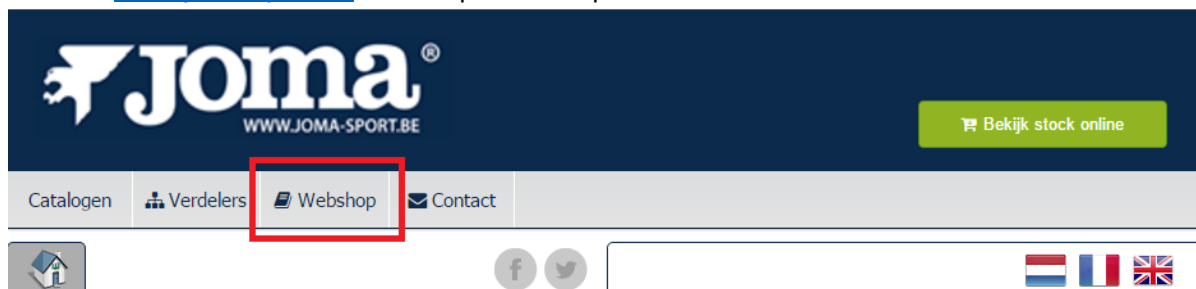 Joma®
WWW.JOMA-SPORT.BE
Bekijk stock online
Catalogen Verdelers Webshop Contact